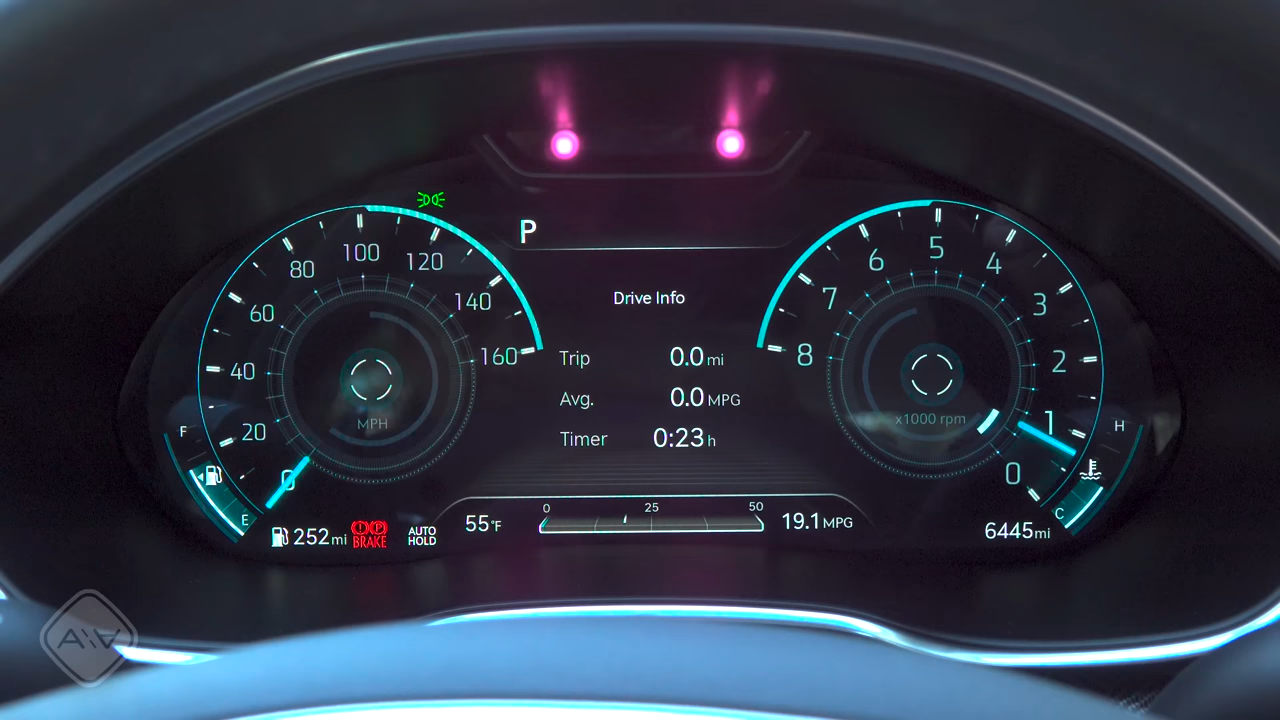 P
100
80
120
60
140
40
160
20
0
MPH
F
E
Drive Info
Trip 0.0 mi
Avg. 0.0 MPG
Timer 0:23 h
5
6
4
7
3
8
2
1
0
x1000 rpm
H
C
252 mi
BRAKE
AUTO
HOLD
55°F
0 25 50
19.1 MPG
6445 mi